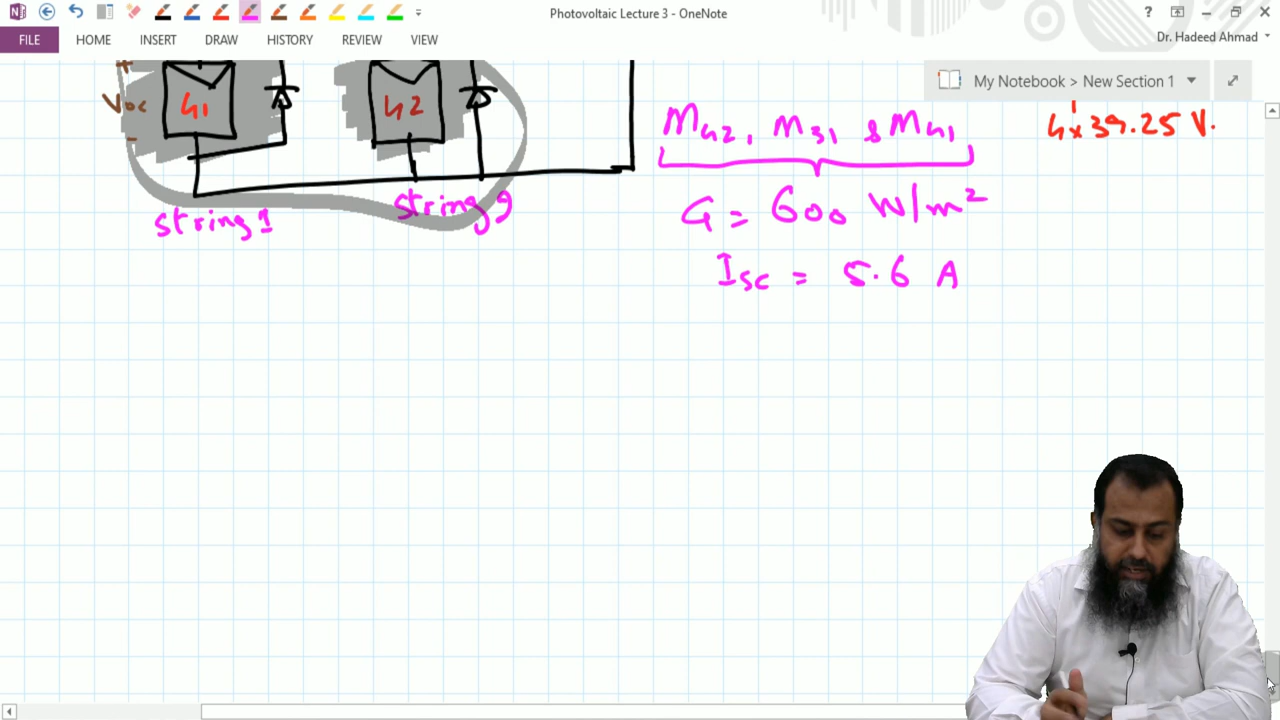 Photovoltaic Lecture 3 - OneNote
Dr. Hadeed Ahmad
FILE HOME INSERT DRAW HISTORY REVIEW VIEW
My Notebook > New Section 1
+
Voc
-
41
42
string 1
string 2
M42, M31 & M41
G = 600 W/m²
Isc = 5.6 A
4x39.25 V.